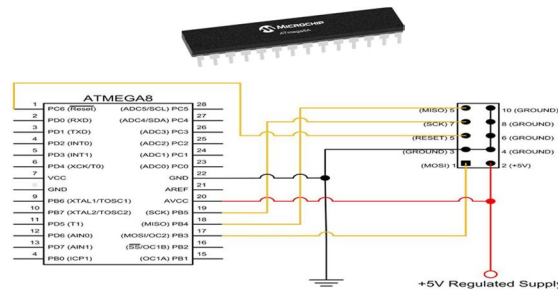 MICROCHIP
ATmega8A
ATMEGA8
1 PC6 (Reset) (ADC5/SCL) PC5 28
2 PD0 (RXD) (ADC4/SDA) PC4 27
3 PD1 (TXD) (ADC3) PC3 26
4 PD2 (INT0) (ADC2) PC2 25
5 PD3 (INT1) (ADC1) PC1 24
6 PD4 (XCK/T0) (ADC0) PC0 23
7 VCC GND 22
8 GND AREF 21
9 PB6 (XTAL1/TOSC1) AVCC 20
10 PB7 (XTAL2/TOSC2) (SCK) PB5 19
11 PD5 (T1) (MISO) PB4 18
12 PD6 (AIN0) (MOSI/OC2) PB3 17
13 PD7 (AIN1) (SS/OC1B) PB2 16
14 PB0 (ICP1) (OC1A) PB1 15
(MISO) 9 10 (GROUND)
(SCK) 7 8 (GROUND)
(RESET) 5 6 (GROUND)
(GROUND) 3 4 (GROUND)
(MOSI) 1 2 (+5V)
+5V Regulated Supply